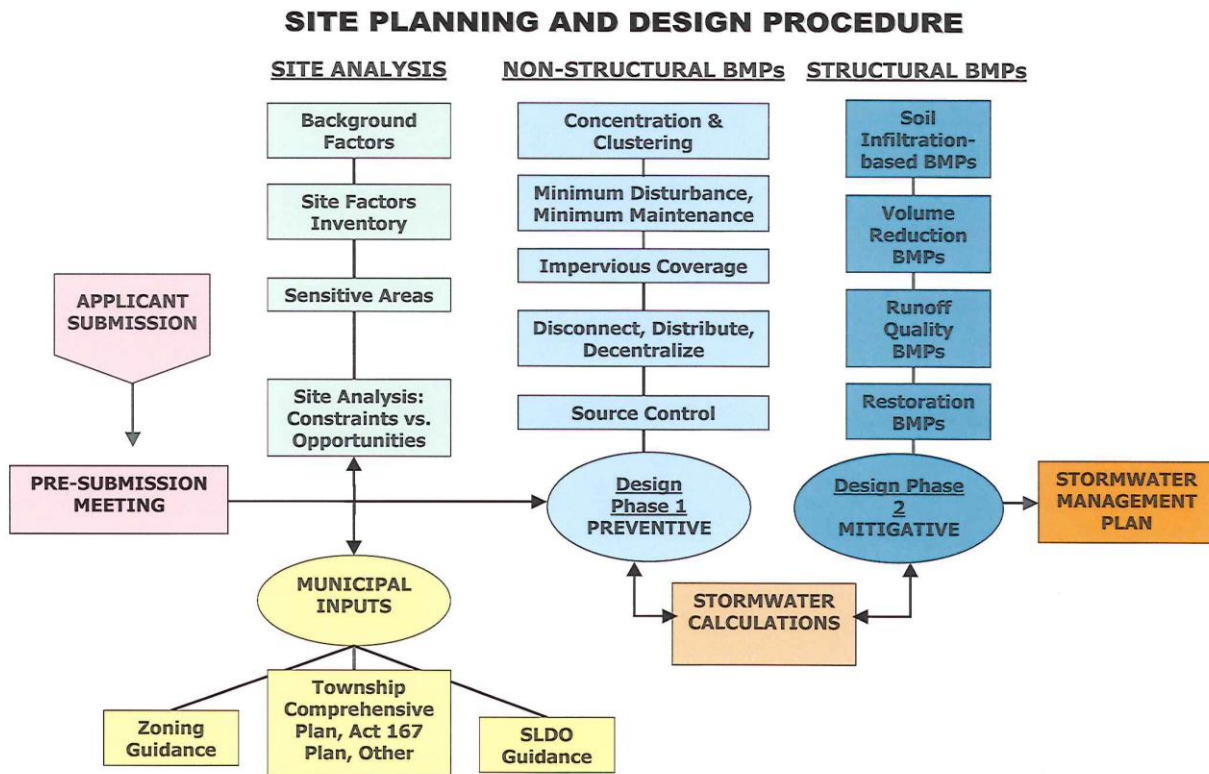 SITE PLANNING AND DESIGN PROCEDURE
SITE ANALYSIS
NON-STRUCTURAL BMPs
STRUCTURAL BMPs
Background
Factors
Site Factors
Inventory
Sensitive Areas
Site Analysis:
Constraints vs.
Opportunities
Concentration &
Clustering
Minimum Disturbance,
Minimum Maintenance
Impervious Coverage
Disconnect, Distribute,
Decentralize
Source Control
Soil
Infiltration-
based BMPs
Volume
Reduction
BMPs
Runoff
Quality
BMPs
Restoration
BMPs
APPLICANT
SUBMISSION
PRE-SUBMISSION
MEETING
Design
Phase 1
PREVENTIVE
Design Phase
2
MITIGATIVE
STORMWATER
MANAGEMENT
PLAN
MUNICIPAL
INPUTS
STORMWATER
CALCULATIONS
Zoning
Guidance
Township
Comprehensive
Plan, Act 167
Plan, Other
SLDO
Guidance